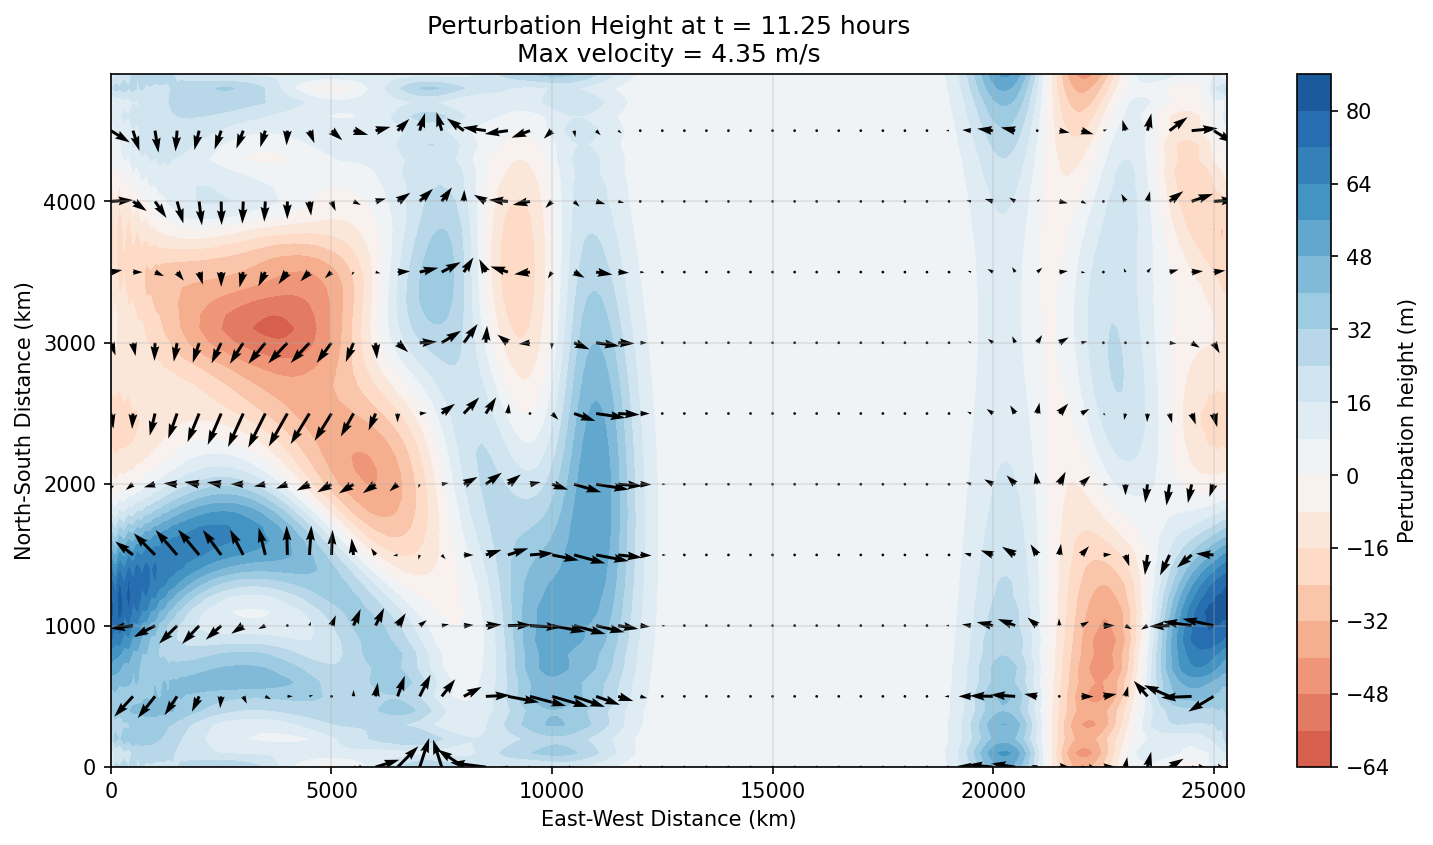 Perturbation Height at t = 11.25 hours
Max velocity = 4.35 m/s
North-South Distance (km)
4000
3000
2000
1000
0
0 5000 10000 15000 20000 25000
East-West Distance (km)
80
64
48
32
16
0
−16
−32
−48
−64
Perturbation height (m)